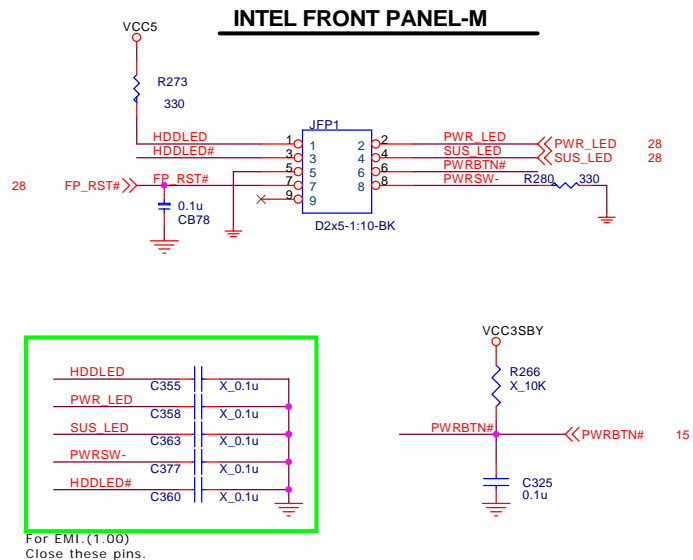 INTEL FRONT PANEL-M
VCC5
R273
330
JFP1
HDDLED 1 1 2 2 PWR_LED PWR_LED 28
HDDLED# 3 3 4 4 SUS_LED SUS_LED 28
5 5 6 6 PWRBTN#
28 FP_RST# FP_RST# 7 7 8 8 PWRSW- R280 330
9 9
0.1u
CB78
D2x5-1:10-BK
HDDLED
C355 X_0.1u
PWR_LED
C358 X_0.1u
SUS_LED
C363 X_0.1u
PWRSW-
C377 X_0.1u
HDDLED#
C360 X_0.1u
For EMI.(1.00)
Close these pins.
VCC3SBY
R266
X_10K
PWRBTN# PWRBTN# 15
C325
0.1u